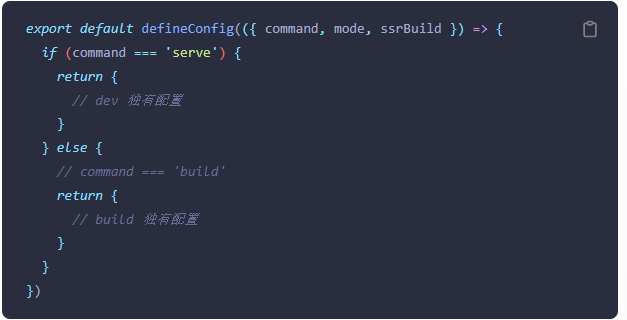 export default defineConfig(({ command, mode, ssrBuild }) => {
  if (command === 'serve') {
    return {
      // dev 独有配置
    }
  } else {
    // command === 'build'
    return {
      // build 独有配置
    }
  }
})